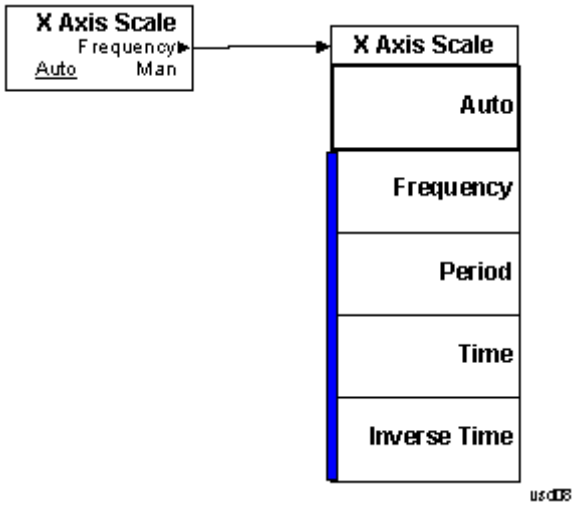 X Axis Scale
Frequency
Auto Man
X Axis Scale
Auto
Frequency
Period
Time
Inverse Time
usd08